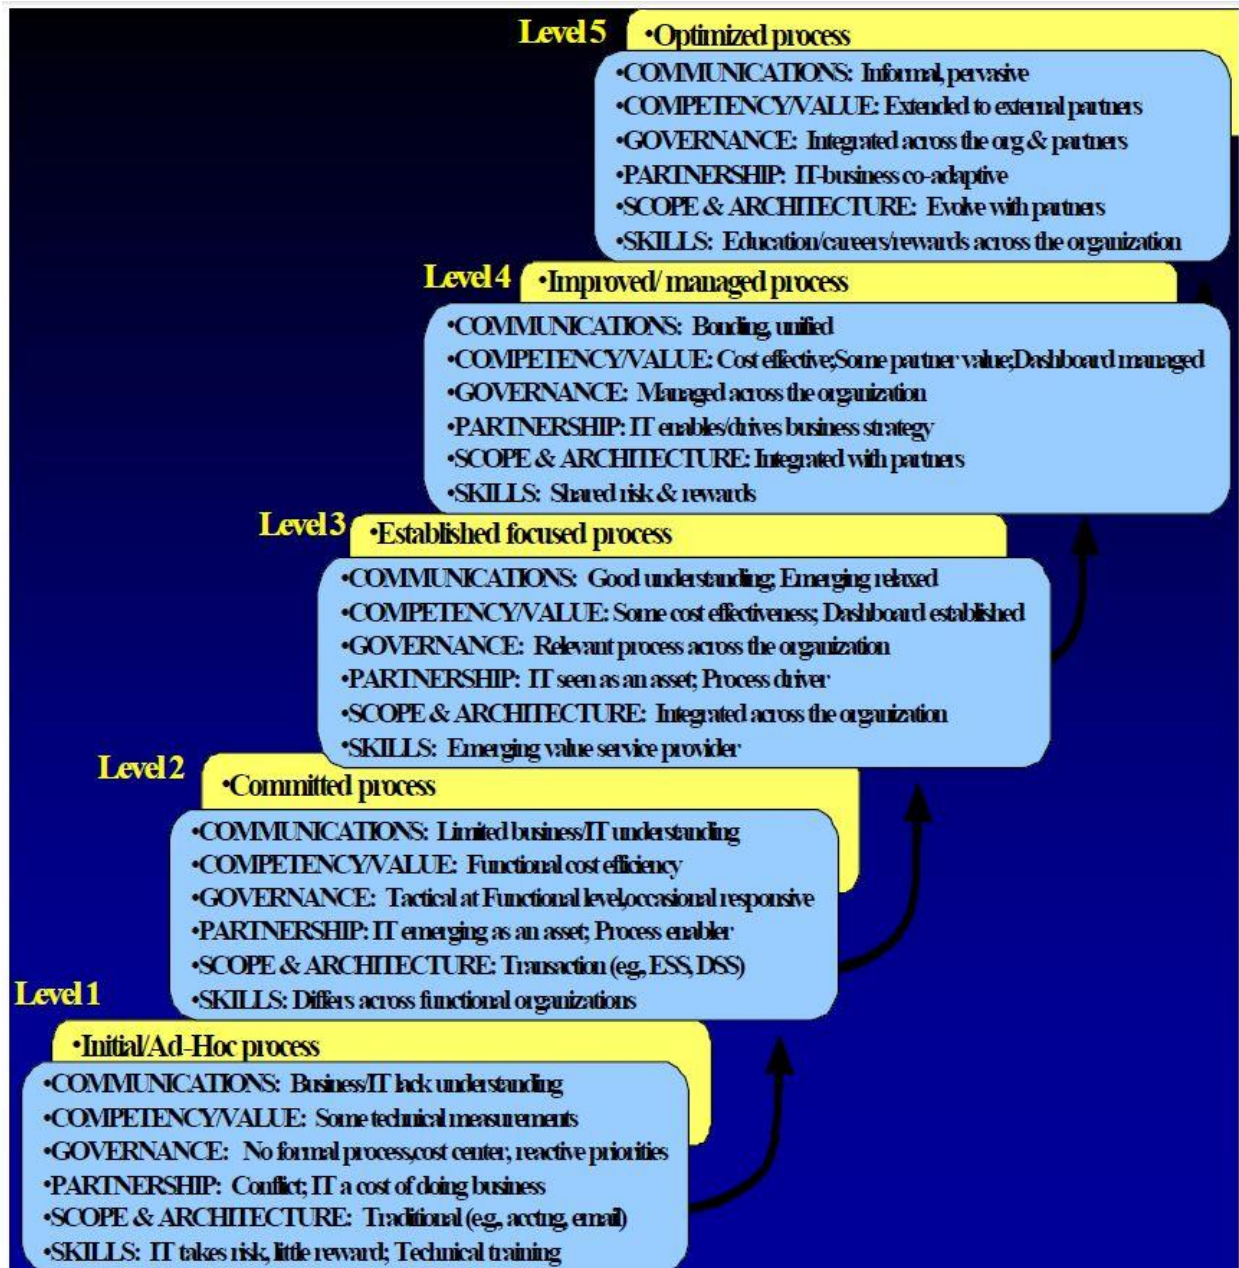 Level 5
•Optimized process
•COMMUNICATIONS: Informal, pervasive
•COMPETENCY/VALUE: Extended to external partners
•GOVERNANCE: Integrated across the org & partners
•PARTNERSHIP: IT-business co-adaptive
•SCOPE & ARCHITECTURE: Evolve with partners
•SKILLS: Education/careers/rewards across the organization
Level 4
•Improved/ managed process
•COMMUNICATIONS: Bonding, unified
•COMPETENCY/VALUE: Cost effective;Some partner value;Dashboard managed
•GOVERNANCE: Managed across the organization
•PARTNERSHIP: IT enables/drives business strategy
•SCOPE & ARCHITECTURE: Integrated with partners
•SKILLS: Shared risk & rewards
Level 3
•Established focused process
•COMMUNICATIONS: Good understanding; Emerging relaxed
•COMPETENCY/VALUE: Some cost effectiveness; Dashboard established
•GOVERNANCE: Relevant process across the organization
•PARTNERSHIP: IT seen as an asset; Process driver
•SCOPE & ARCHITECTURE: Integrated across the organization
•SKILLS: Emerging value service provider
Level 2
•Committed process
•COMMUNICATIONS: Limited business/IT understanding
•COMPETENCY/VALUE: Functional cost efficiency
•GOVERNANCE: Tactical at Functional level,occasional responsive
•PARTNERSHIP: IT emerging as an asset; Process enabler
•SCOPE & ARCHITECTURE: Transaction (e.g., ESS, DSS)
•SKILLS: Differs across functional organizations
Level 1
•Initial/Ad-Hoc process
•COMMUNICATIONS: Business/IT lack understanding
•COMPETENCY/VALUE: Some technical measurements
•GOVERNANCE: No formal process,cost center, reactive priorities
•PARTNERSHIP: Conflict; IT a cost of doing business
•SCOPE & ARCHITECTURE: Traditional (e.g., acctng, email)
•SKILLS: IT takes risk, little reward; Technical training